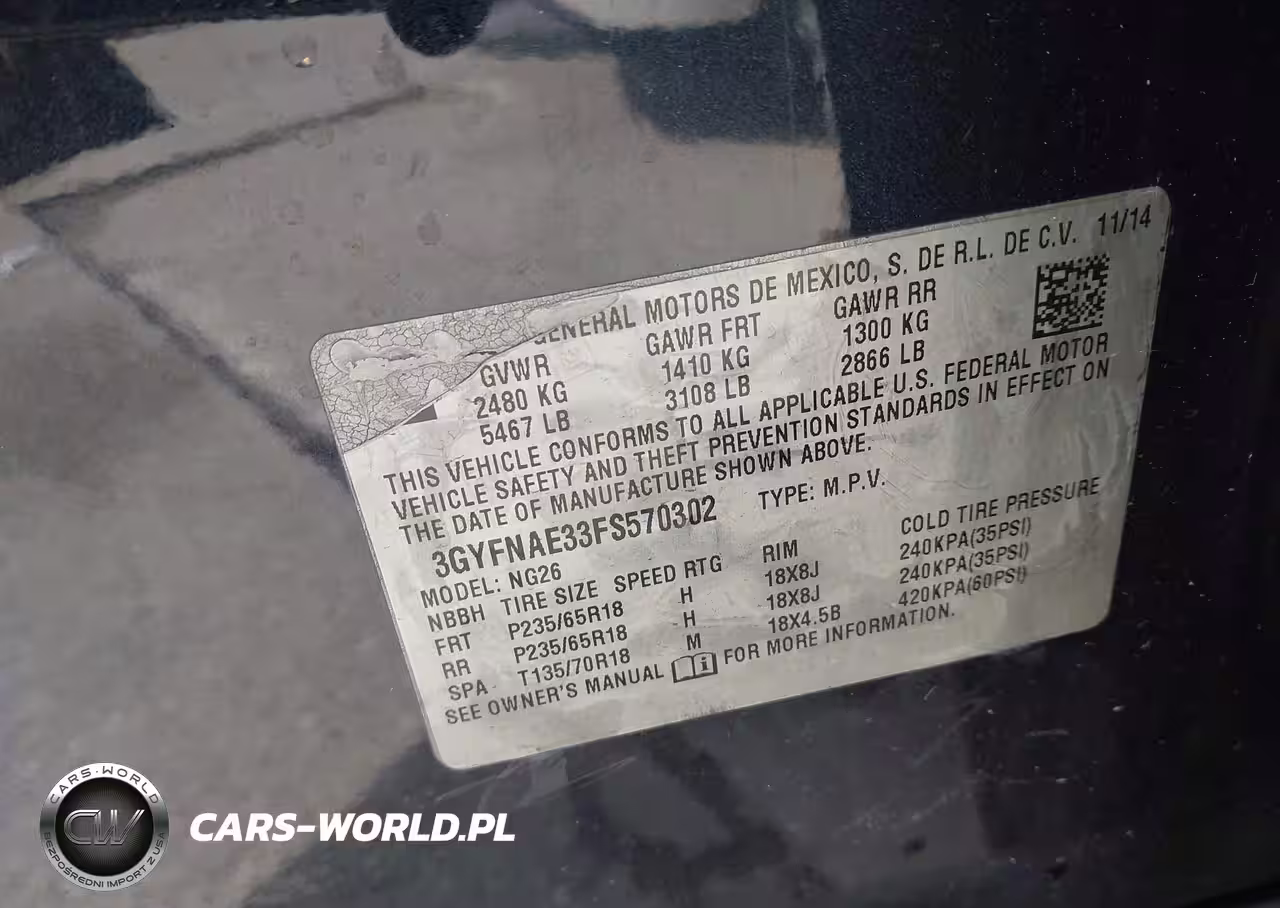 GENERAL MOTORS DE MEXICO, S. DE R.L. DE C.V. 11/14
GVWR GAWR FRT GAWR RR
2480 KG 1410 KG 1300 KG
5467 LB 3108 LB 2866 LB
THIS VEHICLE CONFORMS TO ALL APPLICABLE U.S. FEDERAL MOTOR
VEHICLE SAFETY AND THEFT PREVENTION STANDARDS IN EFFECT ON
THE DATE OF MANUFACTURE SHOWN ABOVE.
3GYFNAE33FS570302 TYPE: M.P.V.
MODEL: NG26
NBBH TIRE SIZE SPEED RTG RIM COLD TIRE PRESSURE
FRT P235/65R18 H 18X8J 240KPA(35PSI)
RR P235/65R18 H 18X8J 240KPA(35PSI)
SPA T135/70R18 M 18X4.5B 420KPA(60PSI)
SEE OWNER'S MANUAL FOR MORE INFORMATION.
CARS-WORLD
CW
BEZPOŚREDNI IMPORT Z USA
CARS-WORLD.PL